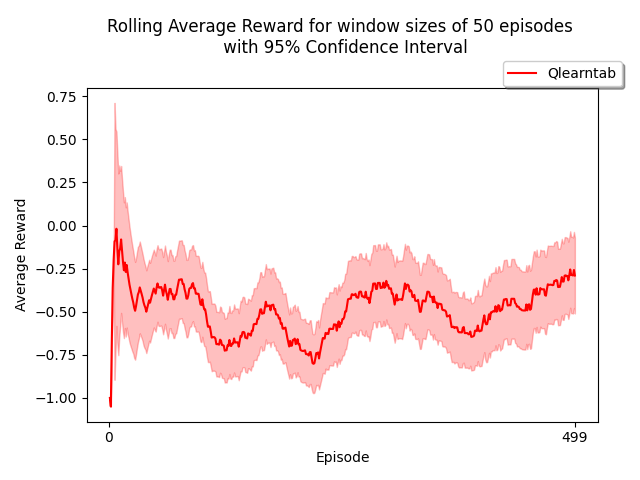 Rolling Average Reward for window sizes of 50 episodes
with 95% Confidence Interval
Qlearntab
0.75
0.50
0.25
0.00
−0.25
−0.50
−0.75
−1.00
Average Reward
0
499
Episode